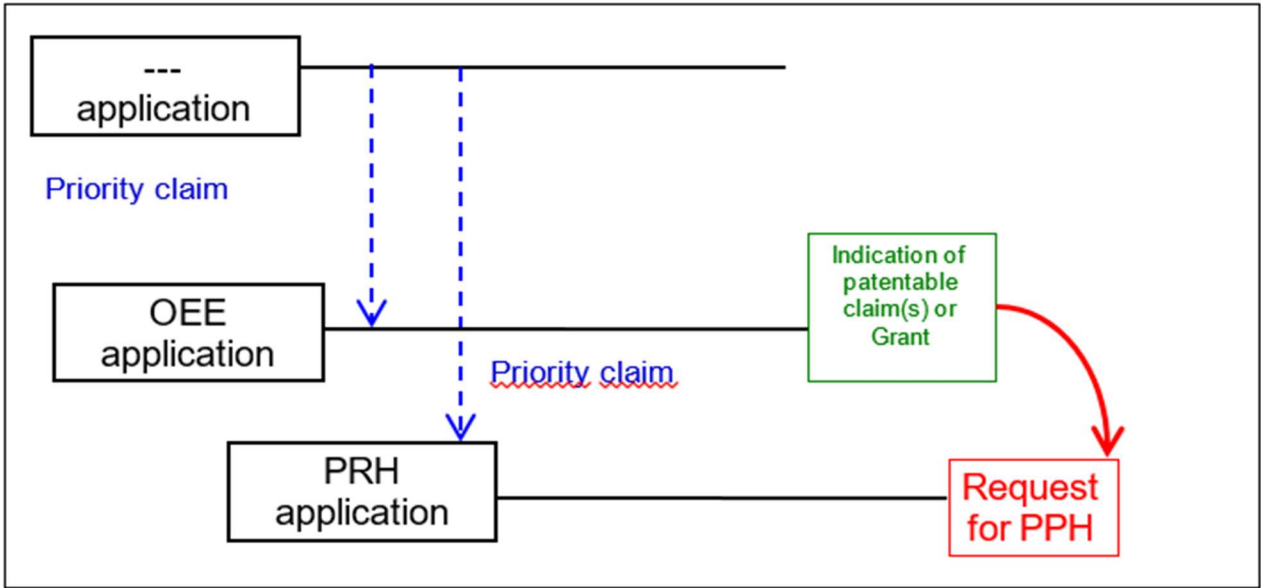 ---
application
Priority claim
OEE
application
Indication of
patentable
claim(s) or
Grant
Priority claim
PRH
application
Request
for PPH